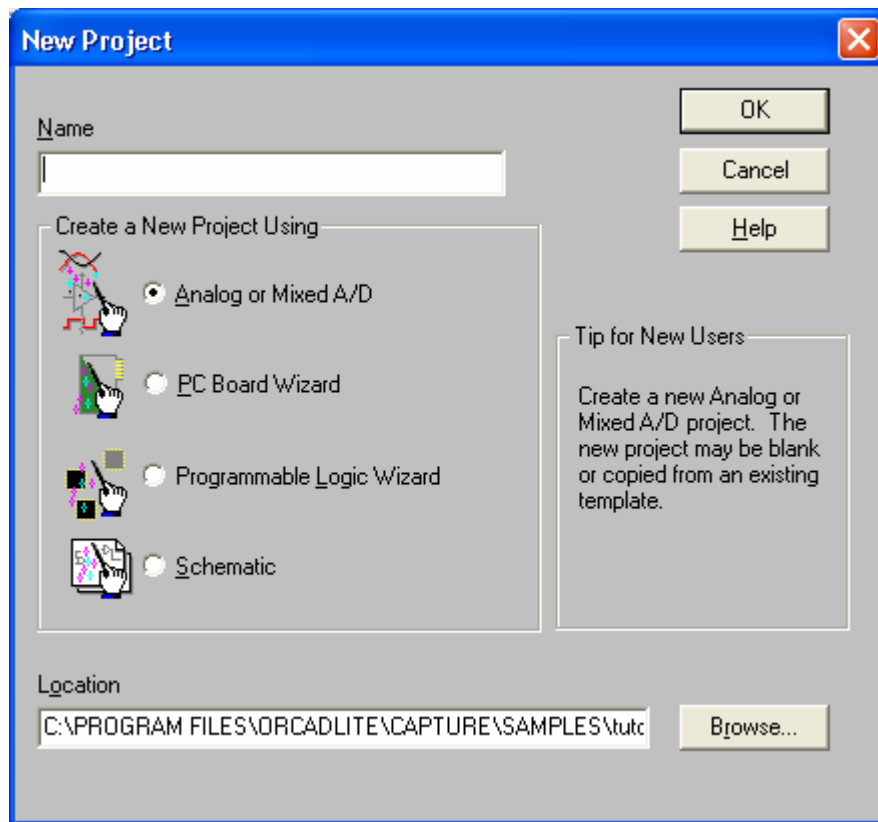 New Project
Name
OK
Cancel
Help
Create a New Project Using
Analog or Mixed A/D
PC Board Wizard
Programmable Logic Wizard
Schematic
Tip for New Users
Create a new Analog or
Mixed A/D project. The
new project may be blank
or copied from an existing
template.
Location
C:\PROGRAM FILES\ORCADLITE\CAPTURE\SAMPLES\tuto
Browse...